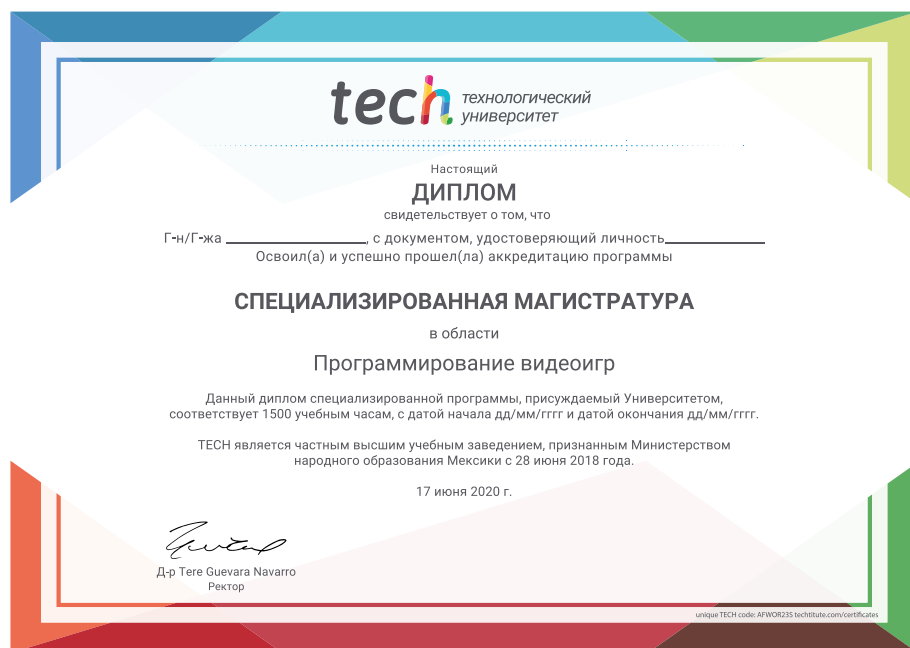 tech технологический
университет
Настоящий
ДИПЛОМ
свидетельствует о том, что
Г-н/Г-жа ____________________, с документом, удостоверяющий личность______________
Освоил(а) и успешно прошел(ла) аккредитацию программы
СПЕЦИАЛИЗИРОВАННАЯ МАГИСТРАТУРА
в области
Программирование видеоигр
Данный диплом специализированной программы, присуждаемый Университетом,
соответствует 1500 учебным часам, с датой начала дд/мм/гггг и датой окончания дд/мм/гггг.
TECH является частным высшим учебным заведением, признанным Министерством
народного образования Мексики с 28 июня 2018 года.
17 июня 2020 г.
Д-р Tere Guevara Navarro
Ректор
unique TECH code: AFWOR23S techtitute.com/certificates